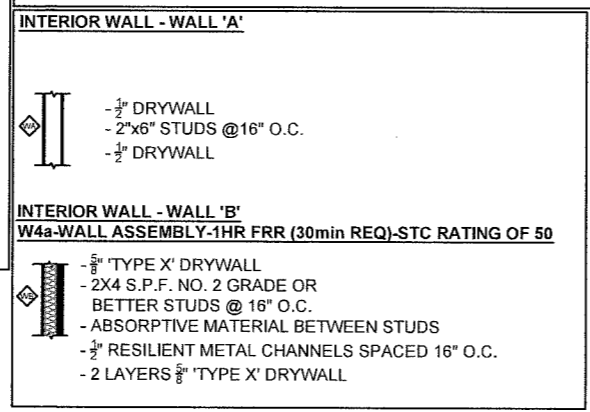 INTERIOR WALL - WALL 'A'
WA
- 1/2" DRYWALL
- 2"x6" STUDS @16" O.C.
- 1/2" DRYWALL
INTERIOR WALL - WALL 'B'
W4a-WALL ASSEMBLY-1HR FRR (30min REQ)-STC RATING OF 50
WB
- 5/8" 'TYPE X' DRYWALL
- 2X4 S.P.F. NO. 2 GRADE OR
BETTER STUDS @ 16" O.C.
- ABSORPTIVE MATERIAL BETWEEN STUDS
- 1/2" RESILIENT METAL CHANNELS SPACED 16" O.C.
- 2 LAYERS 5/8" 'TYPE X' DRYWALL